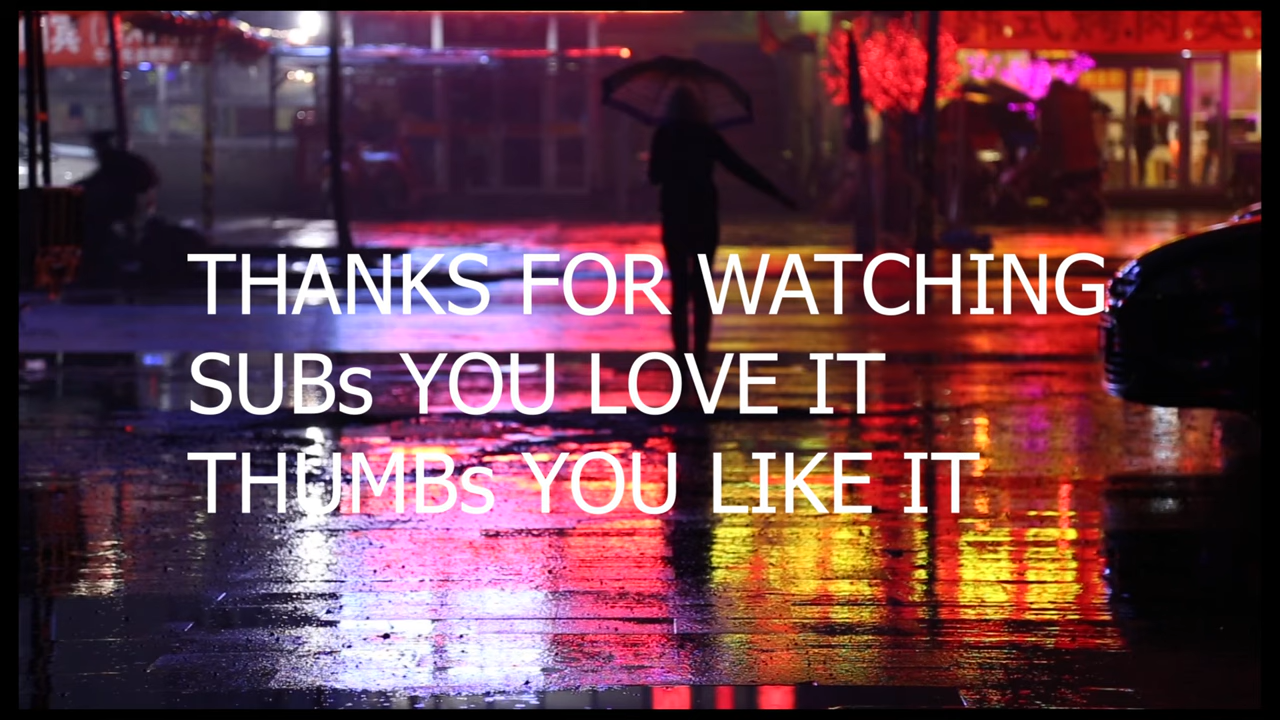 THANKS FOR WATCHING
SUBs YOU LOVE IT
THUMBs YOU LIKE IT